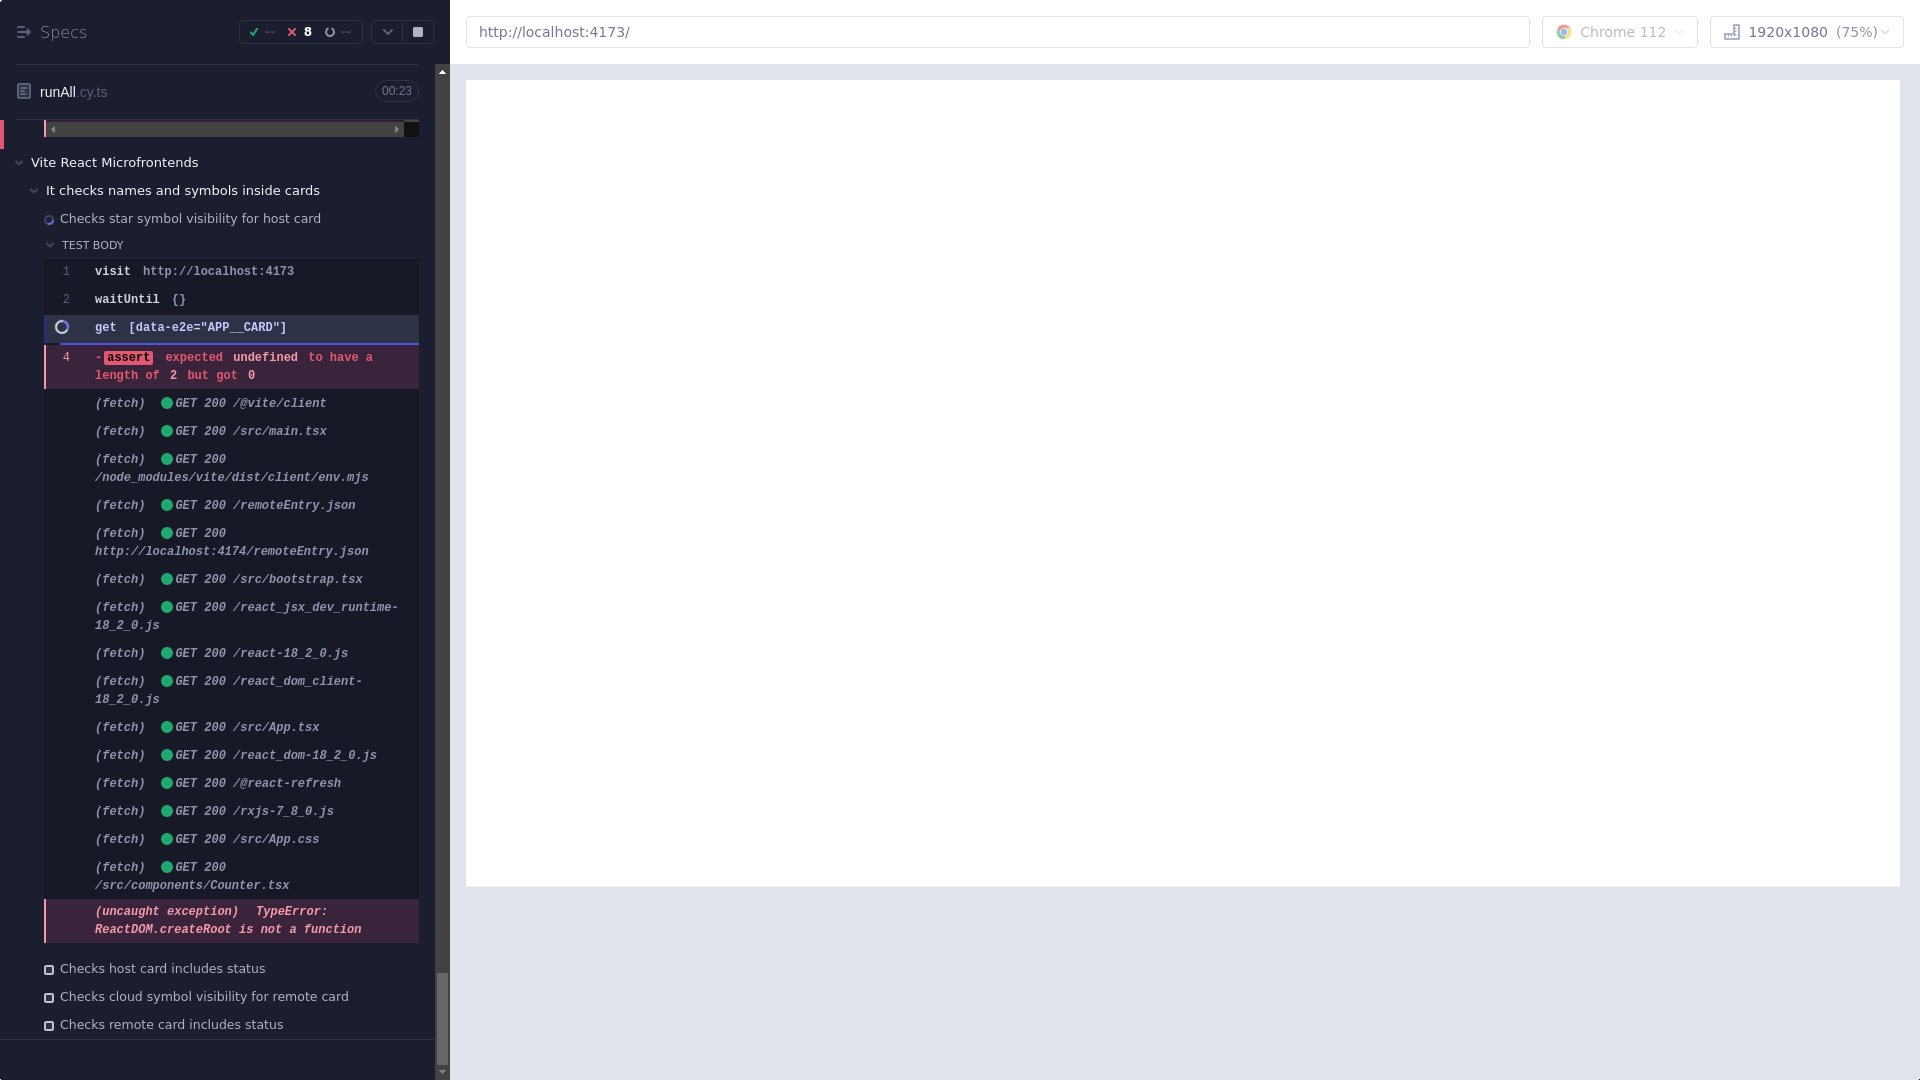 Specs
-- 8 --
http://localhost:4173/
Chrome 112
1920x1080 (75%)
runAll.cy.ts
00:23
Vite React Microfrontends
It checks names and symbols inside cards
Checks star symbol visibility for host card
TEST BODY
1 visit http://localhost:4173
2 waitUntil {}
get [data-e2e="APP__CARD"]
4 -assert expected undefined to have a
length of 2 but got 0
(fetch) GET 200 /@vite/client
(fetch) GET 200 /src/main.tsx
(fetch) GET 200
/node_modules/vite/dist/client/env.mjs
(fetch) GET 200 /remoteEntry.json
(fetch) GET 200
http://localhost:4174/remoteEntry.json
(fetch) GET 200 /src/bootstrap.tsx
(fetch) GET 200 /react_jsx_dev_runtime-
18_2_0.js
(fetch) GET 200 /react-18_2_0.js
(fetch) GET 200 /react_dom_client-
18_2_0.js
(fetch) GET 200 /src/App.tsx
(fetch) GET 200 /react_dom-18_2_0.js
(fetch) GET 200 /@react-refresh
(fetch) GET 200 /rxjs-7_8_0.js
(fetch) GET 200 /src/App.css
(fetch) GET 200
/src/components/Counter.tsx
(uncaught exception) TypeError:
ReactDOM.createRoot is not a function
Checks host card includes status
Checks cloud symbol visibility for remote card
Checks remote card includes status